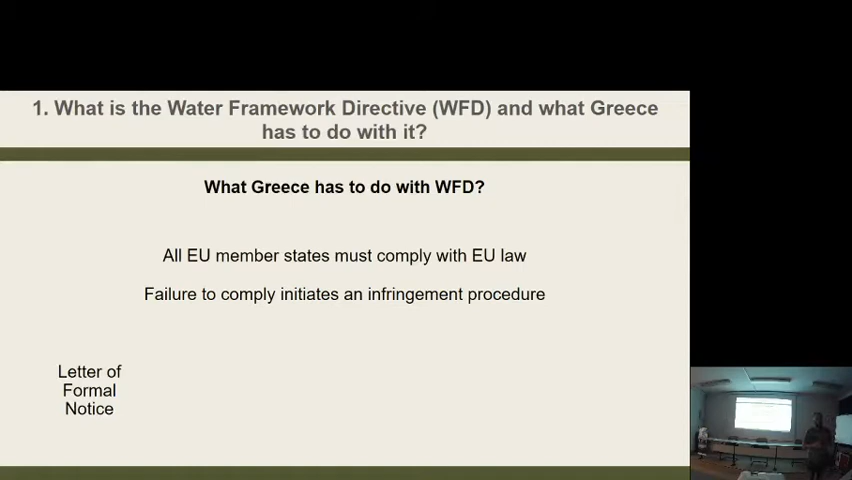 1. What is the Water Framework Directive (WFD) and what Greece
has to do with it?
What Greece has to do with WFD?
All EU member states must comply with EU law
Failure to comply initiates an infringement procedure
Letter of
Formal
Notice